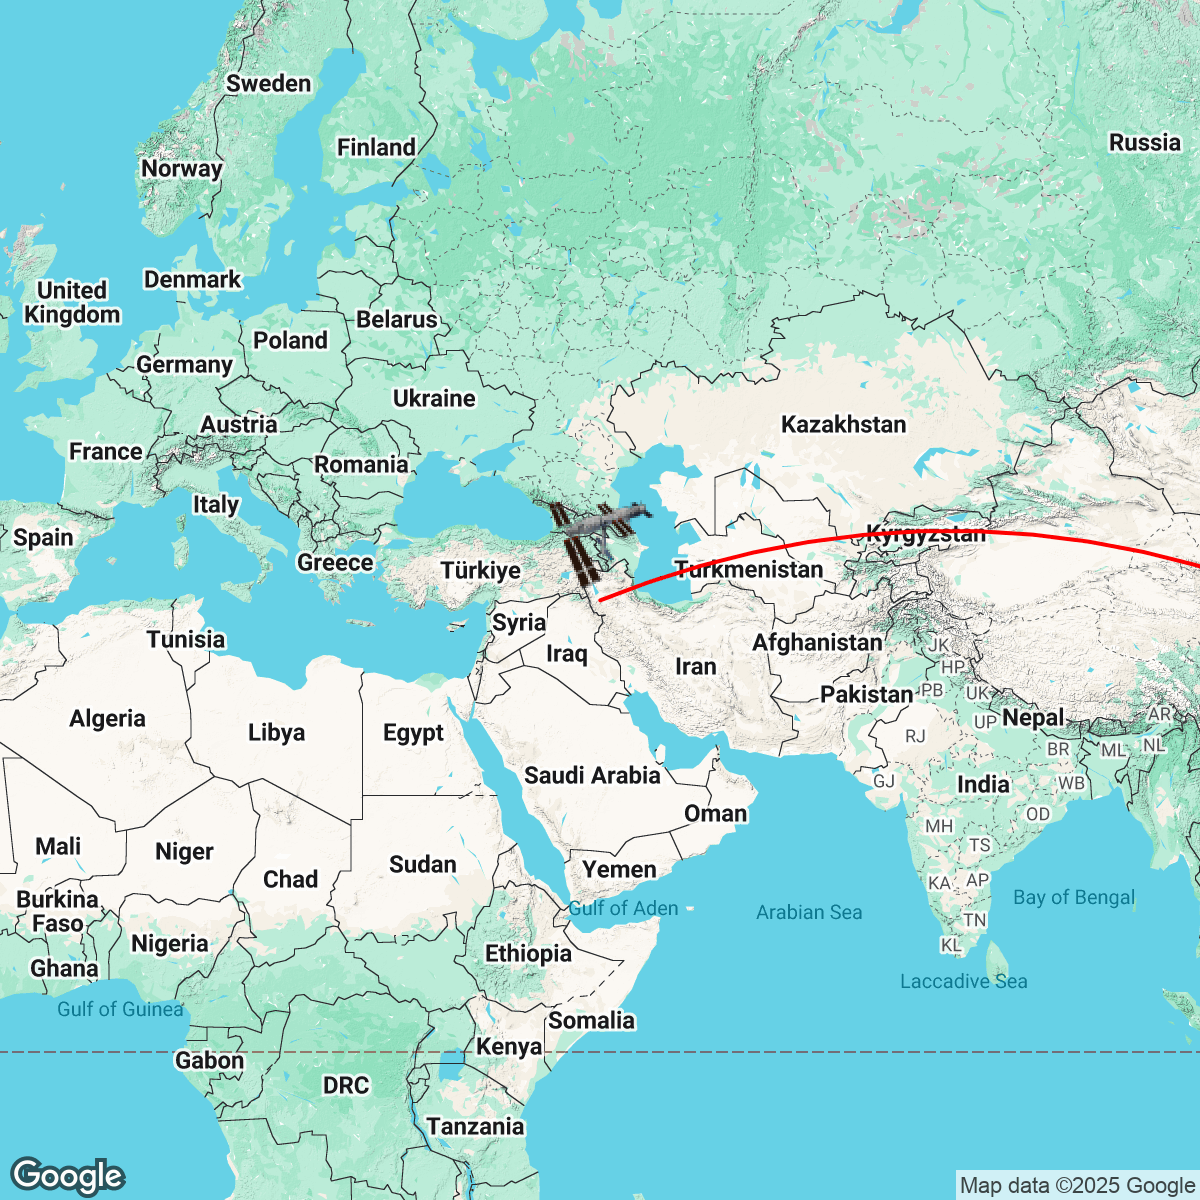 Sweden
Finland
Russia
Norway
Denmark
United
Kingdom
Belarus
Poland
Germany
Ukraine
Austria
Kazakhstan
France
Romania
Italy
Spain
Kyrgyzstan
Greece
Türkiye
Turkmenistan
Syria
Tunisia
Afghanistan
JK
Iraq
Iran
HP
Pakistan
PB
UK
Algeria
Libya
Egypt
UP
Nepal
AR
RJ
BR
ML
NL
Saudi Arabia
GJ
India
WB
Oman
OD
MH
Mali
Niger
TS
Chad
Sudan
Yemen
KA
AP
Burkina
Faso
Gulf of Aden
Arabian Sea
Bay of Bengal
TN
Nigeria
Ethiopia
KL
Ghana
Laccadive Sea
Gulf of Guinea
Somalia
Kenya
Gabon
DRC
Tanzania
Google
Map data ©2025 Google